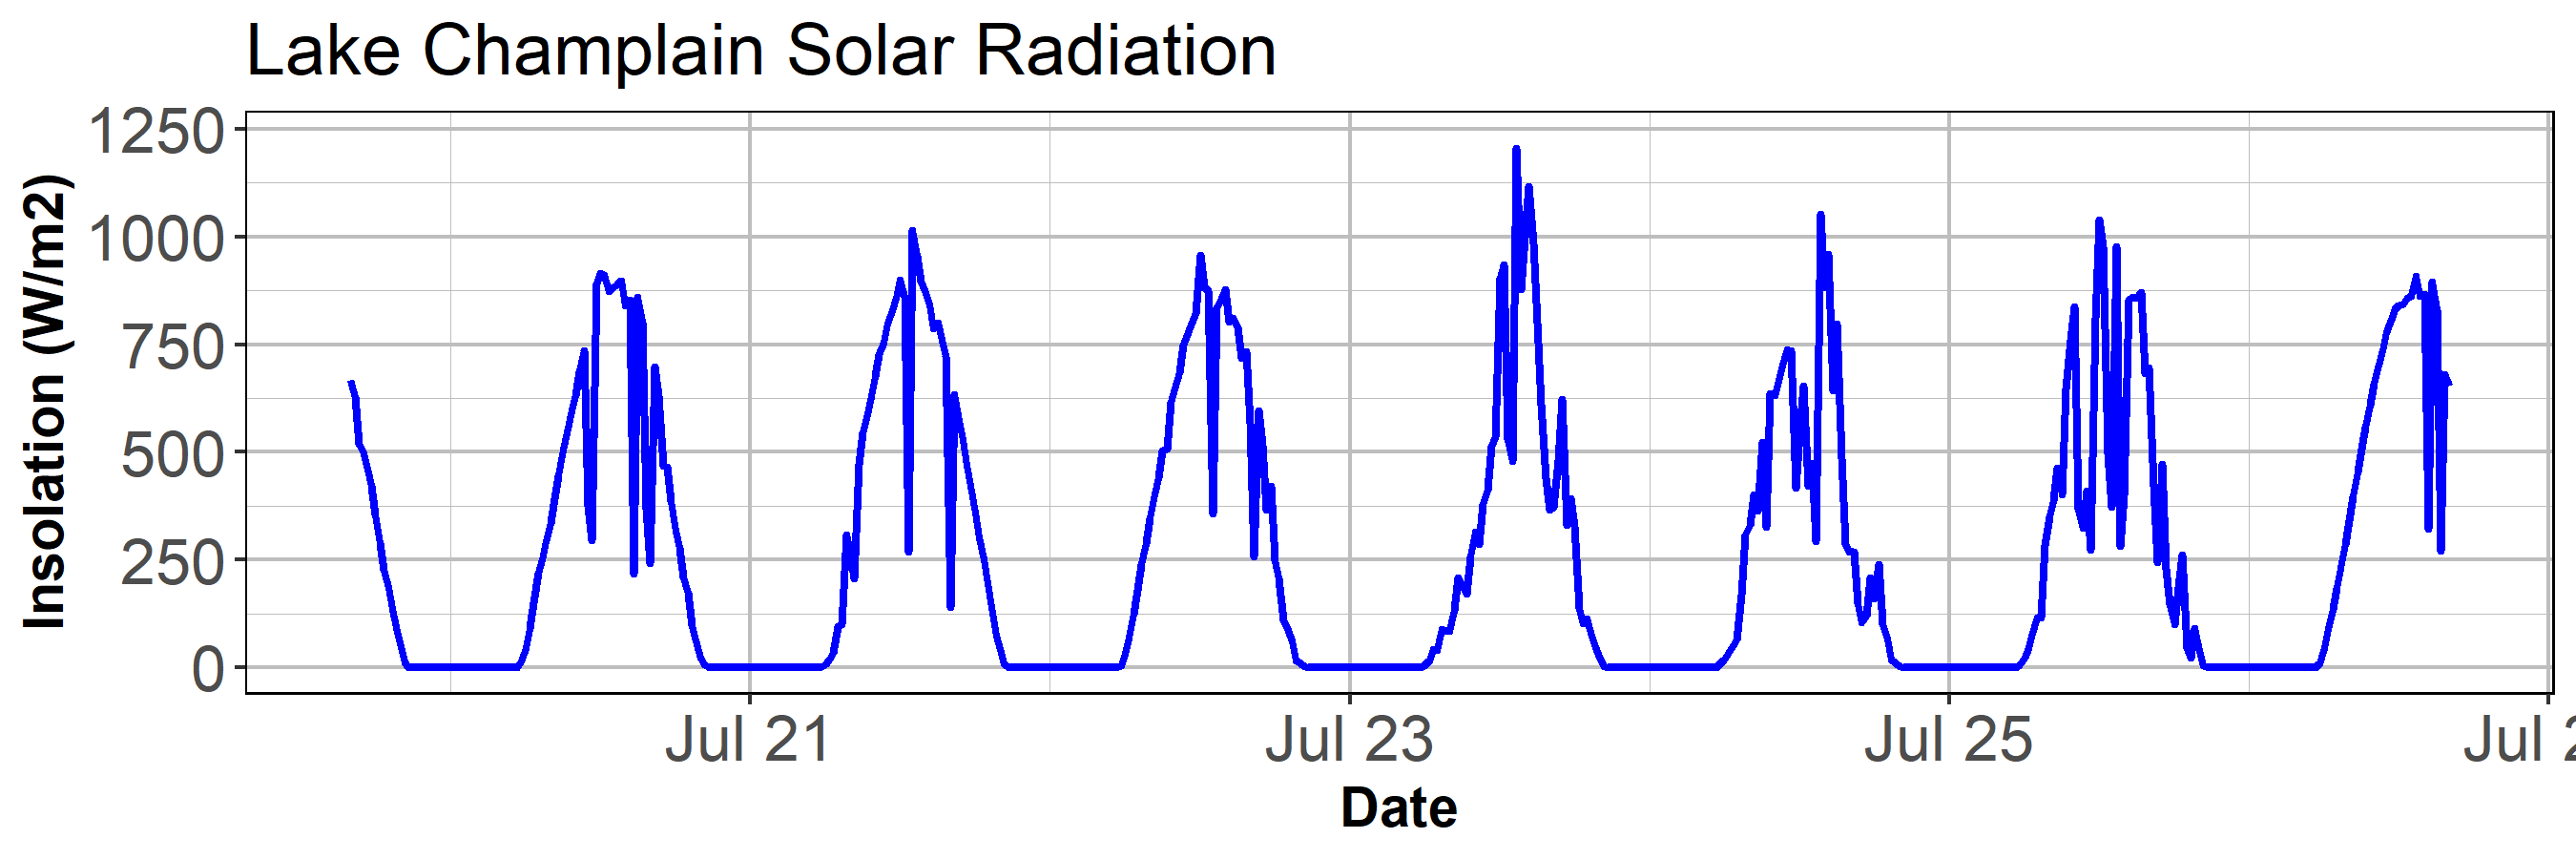 Lake Champlain Solar Radiation
Insolation (W/m2)
1250
1000
750
500
250
0
Jul 21
Jul 23
Jul 25
Jul
Date